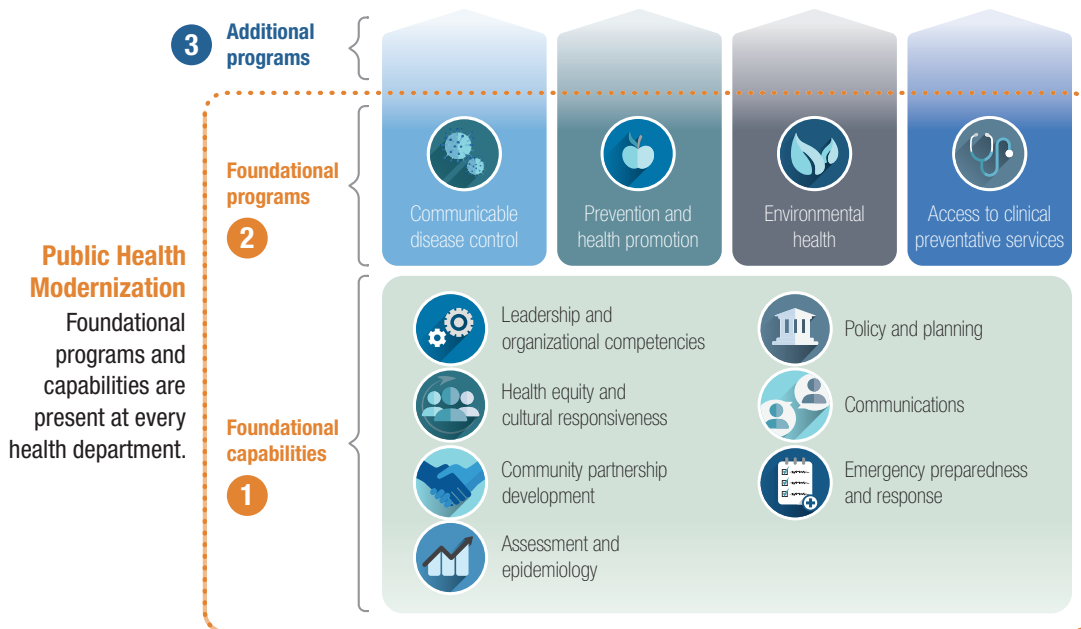 3
Additional
programs
Foundational
programs
2
Communicable
disease control
Prevention and
health promotion
Environmental
health
Access to clinical
preventative services
Public Health
Modernization
Foundational
programs and
capabilities are
present at every
health department.
Foundational
capabilities
1
Leadership and
organizational competencies
Health equity and
cultural responsiveness
Community partnership
development
Assessment and
epidemiology
Policy and planning
Communications
Emergency preparedness
and response